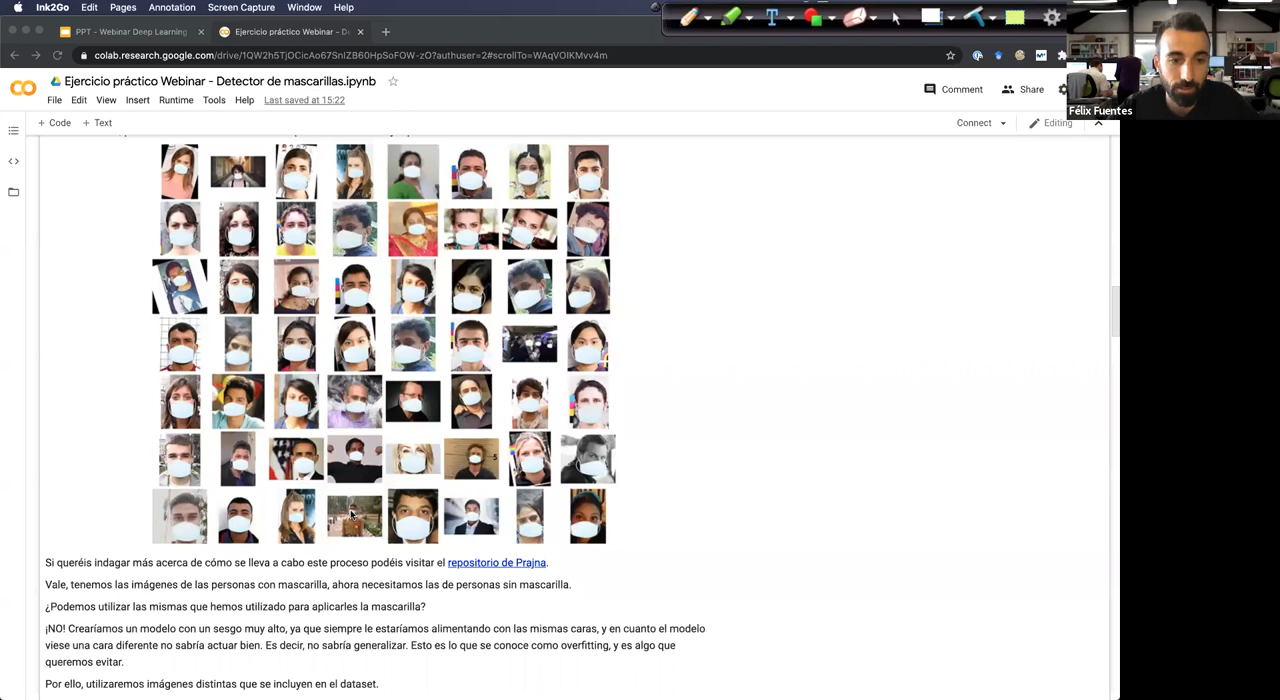 Ink2Go Edit Pages Annotation Screen Capture Window Help
PPT - Webinar Deep Learning
Ejercicio práctico Webinar - De
colab.research.google.com/drive/1QW2h5TjOCicAo67SnIZB60HpSoFOW-zO?authuser=2#scrollTo=WAqVOlKMvv4m
Félix Fuentes
Ejercicio práctico Webinar - Detector de mascarillas.ipynb
Comment Share
File Edit View Insert Runtime Tools Help Last saved at 15:22
+ Code + Text
Connect Editing
Si queréis indagar más acerca de cómo se lleva a cabo este proceso podéis visitar el repositorio de Prajna.
Vale, tenemos las imágenes de las personas con mascarilla, ahora necesitamos las de personas sin mascarilla.
¿Podemos utilizar las mismas que hemos utilizado para aplicarles la mascarilla?
¡NO! Crearíamos un modelo con un sesgo muy alto, ya que siempre le estaríamos alimentando con las mismas caras, y en cuanto el modelo
viese una cara diferente no sabría actuar bien. Es decir, no sabría generalizar. Esto es lo que se conoce como overfitting, y es algo que
queremos evitar.
Por ello, utilizaremos imágenes distintas que se incluyen en el dataset.